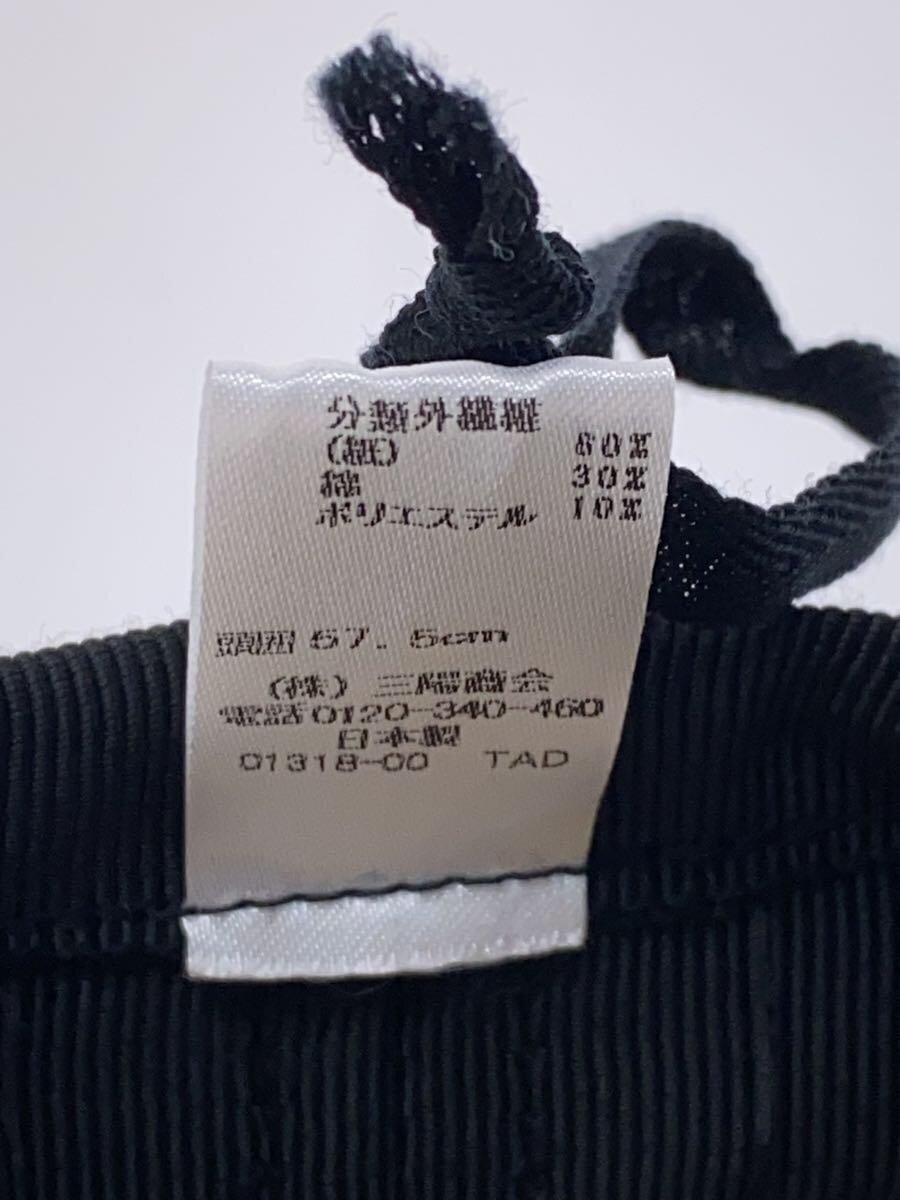 分類外繊維
(紙) 60%
綿 30%
ポリエステル 10%
頭囲 57.5cm
(株) 三陽商会
電話0120-340-460
日本製
01318-00 TAD